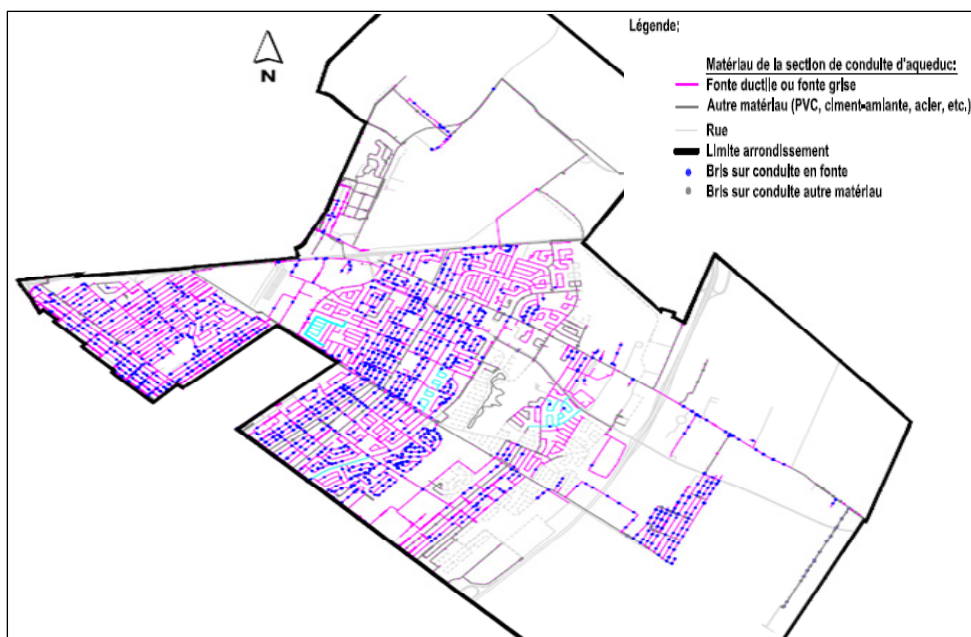 Légende:
Matériau de la section de conduite d'aqueduc:
Fonte ductile ou fonte grise
Autre matériau (PVC, ciment-amiante, acier, etc.)
Rue
Limite arrondissement
Bris sur conduite en fonte
Bris sur conduite autre matériau
N